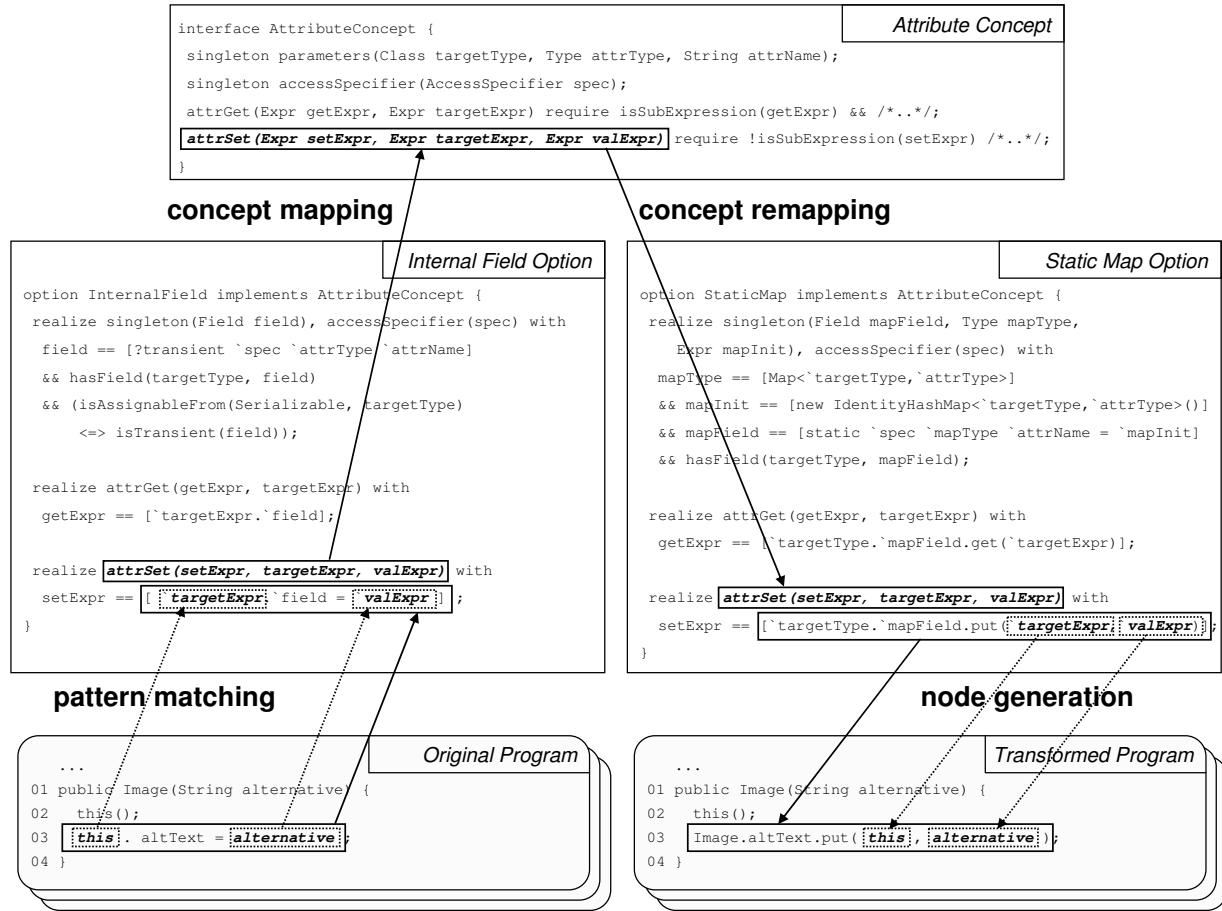 Attribute Concept
interface AttributeConcept {
singleton parameters(Class targetType, Type attrType, String attrName);
singleton accessSpecifier(AccessSpecifier spec);
attrGet(Expr getExpr, Expr targetExpr) require isSubExpression(getExpr) && /*..*/;
attrSet(Expr setExpr, Expr targetExpr, Expr valExpr) require !isSubExpression(setExpr) /*..*/;
}
concept mapping
concept remapping
Internal Field Option
option InternalField implements AttributeConcept {
realize singleton(Field field), accessSpecifier(spec) with
field == [?transient `spec `attrType `attrName]
&& hasField(targetType, field)
&& (isAssignableFrom(Serializable, targetType)
<=> isTransient(field));
realize attrGet(getExpr, targetExpr) with
getExpr == [`targetExpr.`field];
realize attrSet(setExpr, targetExpr, valExpr) with
setExpr == [ `targetExpr `field = `valExpr ] ;
}
Static Map Option
option StaticMap implements AttributeConcept {
realize singleton(Field mapField, Type mapType,
Expr mapInit), accessSpecifier(spec) with
mapType == [Map<`targetType,`attrType>]
&& mapInit == [new IdentityHashMap<`targetType,`attrType>()]
&& mapField == [static `spec `mapType `attrName = `mapInit]
&& hasField(targetType, mapField);
realize attrGet(getExpr, targetExpr) with
getExpr == [`targetType.`mapField.get(`targetExpr)];
realize attrSet(setExpr, targetExpr, valExpr) with
setExpr == [`targetType.`mapField.put(`targetExpr, `valExpr)];
}
pattern matching
node generation
Original Program
...
01 public Image(String alternative) {
02 this();
03 this . altText = alternative ;
04 }
Transformed Program
...
01 public Image(String alternative) {
02 this();
03 Image.altText.put( this , alternative );
04 }